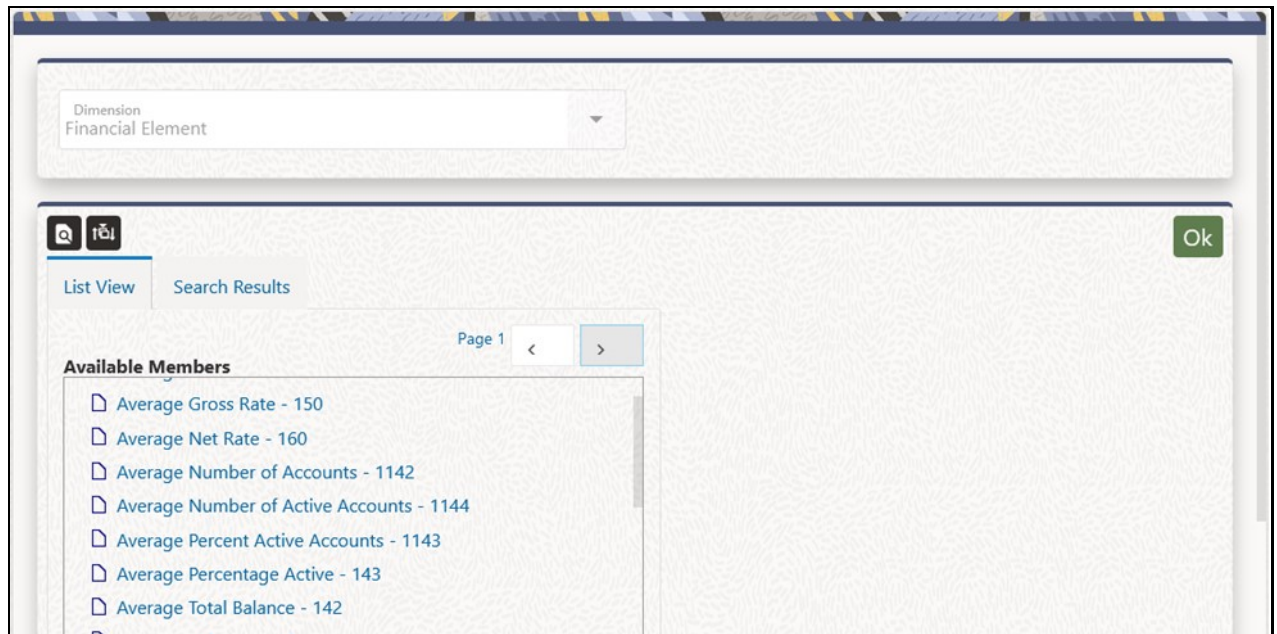 Dimension
Financial Element
Ok
List View
Search Results
Page 1
Available Members
Average Gross Rate - 150
Average Net Rate - 160
Average Number of Accounts - 1142
Average Number of Active Accounts - 1144
Average Percent Active Accounts - 1143
Average Percentage Active - 143
Average Total Balance - 142